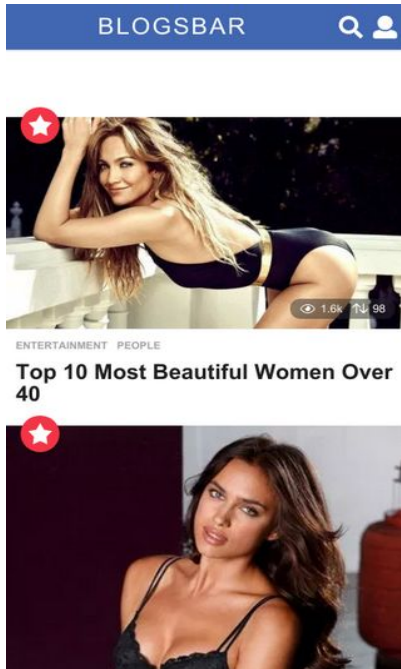 BLOGSBAR
1.6k 98
ENTERTAINMENT PEOPLE
Top 10 Most Beautiful Women Over
40